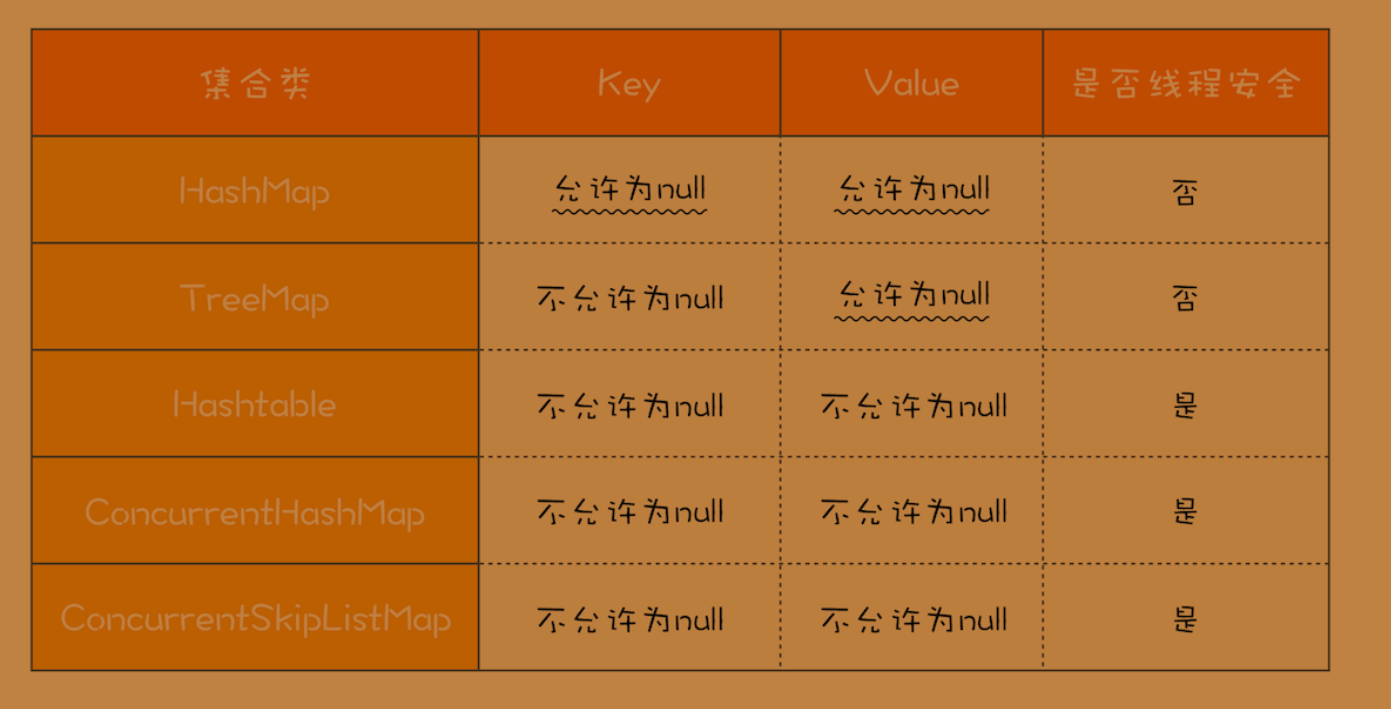 集合类 Key Value 是否线程安全
HashMap 允许为null 允许为null 否
TreeMap 不允许为null 允许为null 否
Hashtable 不允许为null 不允许为null 是
ConcurrentHashMap 不允许为null 不允许为null 是
ConcurrentSkipListMap 不允许为null 不允许为null 是